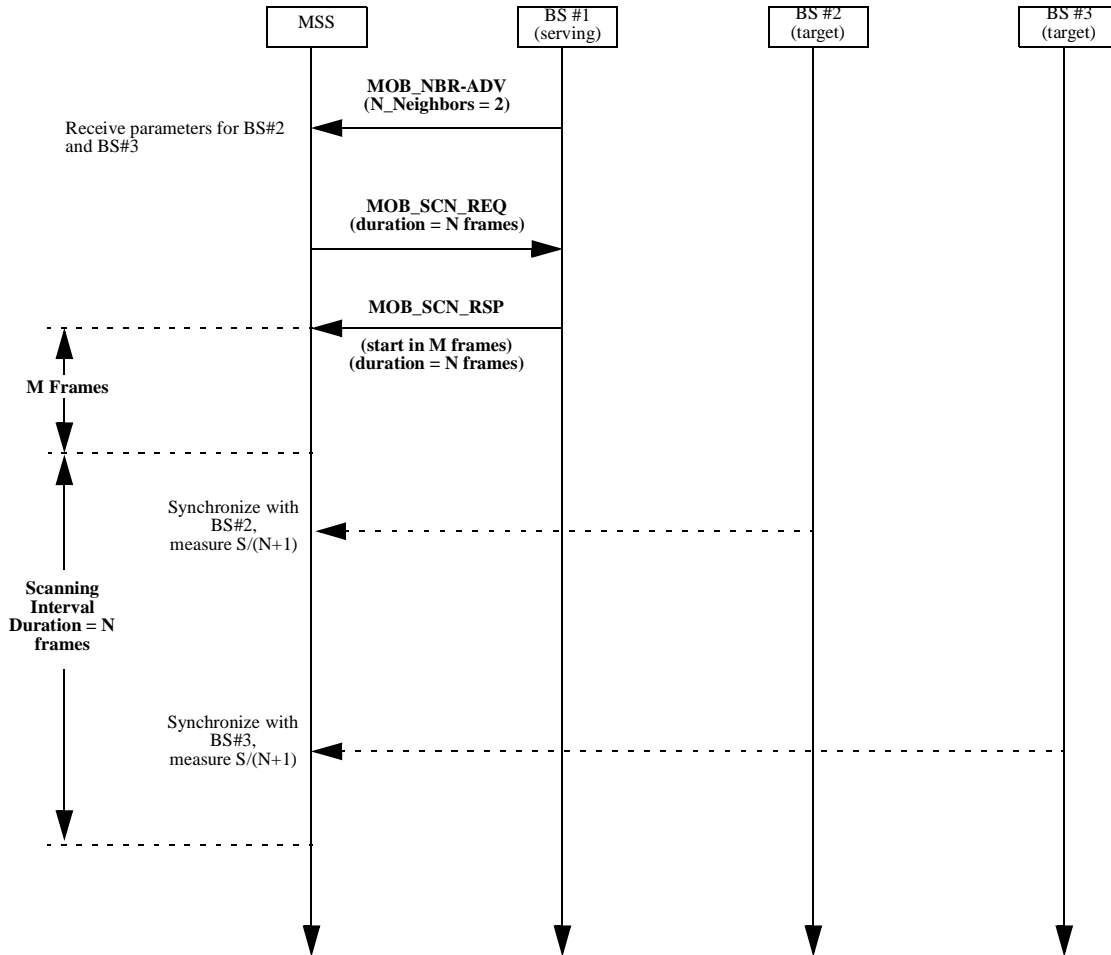 MSS
BS #1
(serving)
BS #2
(target)
BS #3
(target)
MOB_NBR-ADV
(N_Neighbors = 2)
Receive parameters for BS#2
and BS#3
MOB_SCN_REQ
(duration = N frames)
MOB_SCN_RSP
(start in M frames)
(duration = N frames)
M Frames
Synchronize with
BS#2,
measure S/(N+1)
Scanning
Interval
Duration = N
frames
Synchronize with
BS#3,
measure S/(N+1)